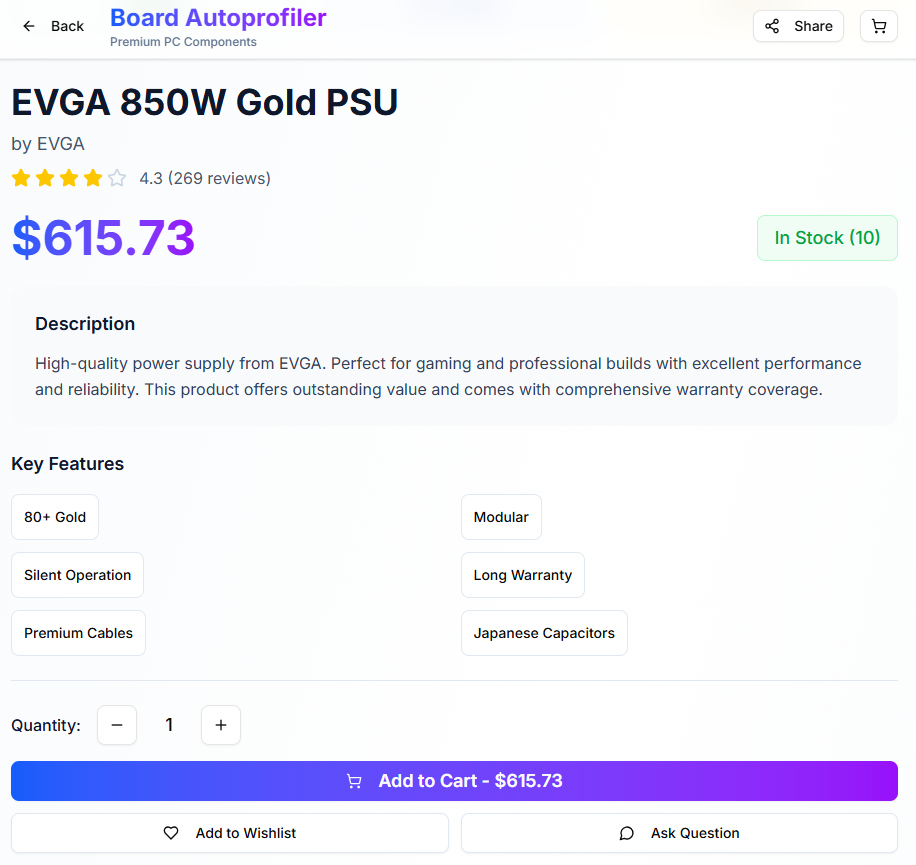 Back
Board Autoprofiler
Premium PC Components
Share
EVGA 850W Gold PSU
by EVGA
4.3 (269 reviews)
$615.73
In Stock (10)
Description
High-quality power supply from EVGA. Perfect for gaming and professional builds with excellent performance
and reliability. This product offers outstanding value and comes with comprehensive warranty coverage.
Key Features
80+ Gold
Modular
Silent Operation
Long Warranty
Premium Cables
Japanese Capacitors
Quantity:
1
Add to Cart - $615.73
Add to Wishlist
Ask Question